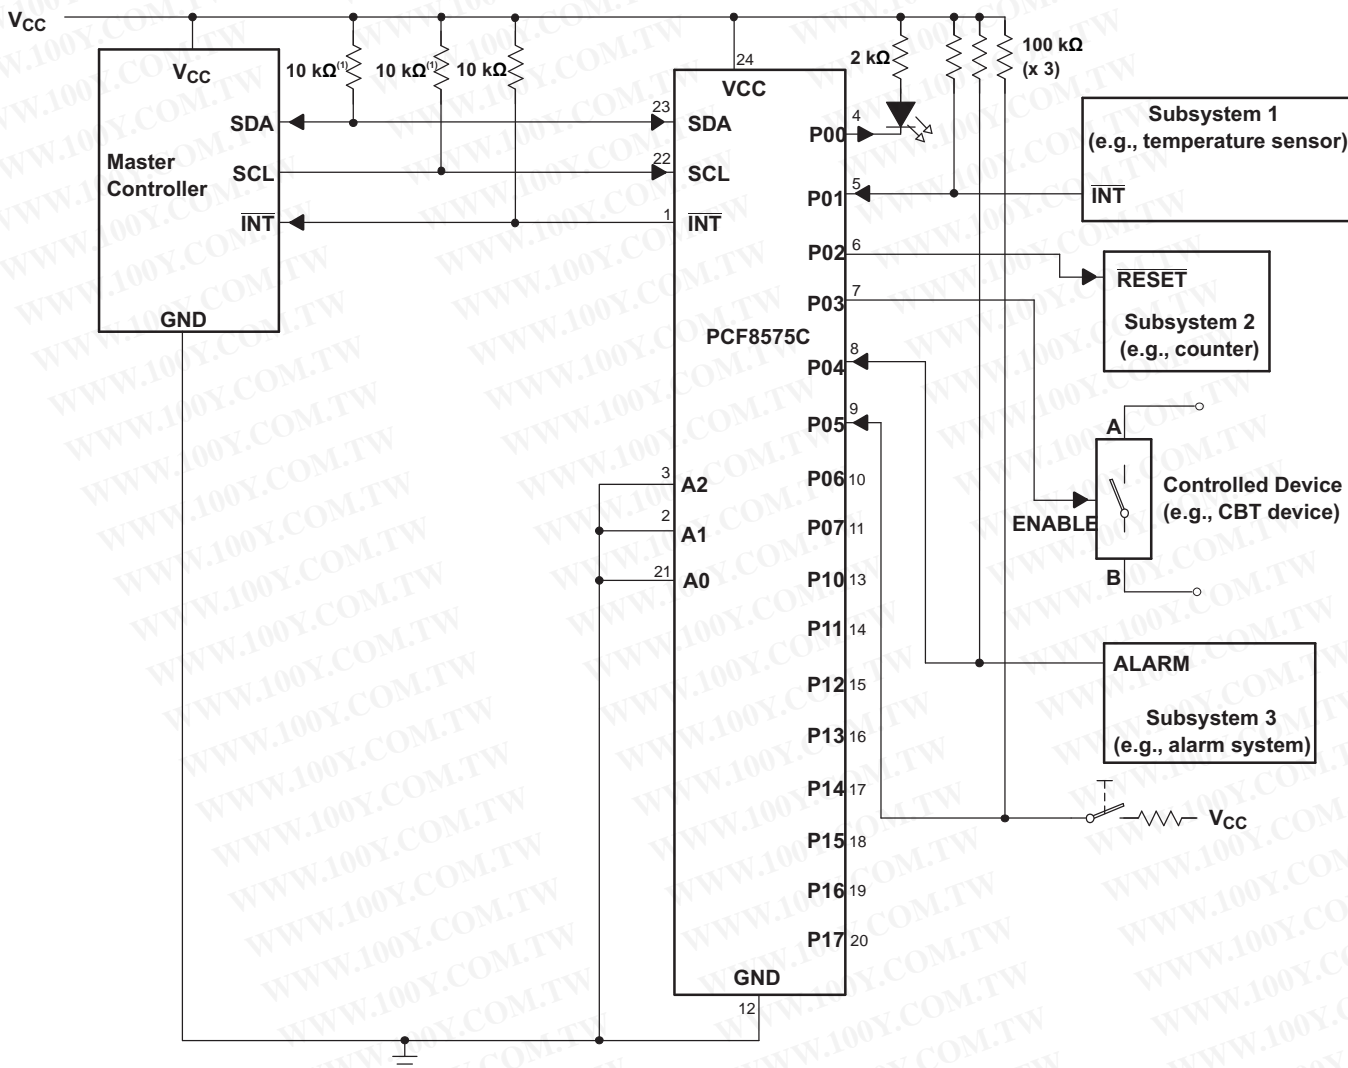 VCC
VCC
10 kΩ(1)
10 kΩ(1)
10 kΩ
24
VCC
2 kΩ
100 kΩ
(x 3)
SDA
23
SDA
4
P00
Subsystem 1
(e.g., temperature sensor)
INT
Master
Controller
SCL
22
SCL
5
P01
INT
1
INT
6
P02
RESET
Subsystem 2
(e.g., counter)
7
P03
GND
PCF8575C
8
P04
9
P05
A
3
A2
P06
10
Controlled Device
(e.g., CBT device)
ENABLE
2
A1
P07
11
21
A0
P10
13
B
P11
14
ALARM
Subsystem 3
(e.g., alarm system)
P12
15
P13
16
P14
17
VCC
P15
18
P16
19
P17
20
GND
12
WWW.100Y.COM.TW